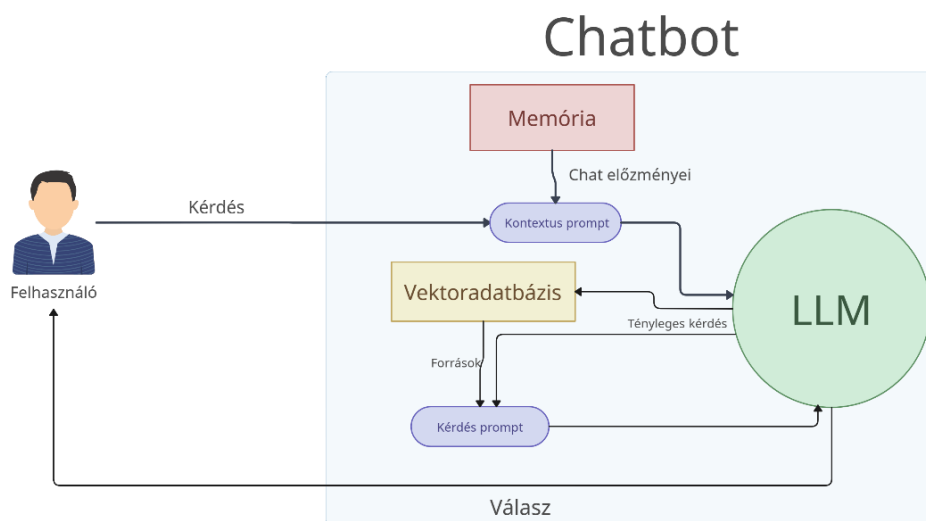 Chatbot
Memória
Chat előzményei
Kérdés
Kontextus prompt
Felhasználó
Vektoradatbázis
LLM
Tényleges kérdés
Források
Kérdés prompt
Válasz